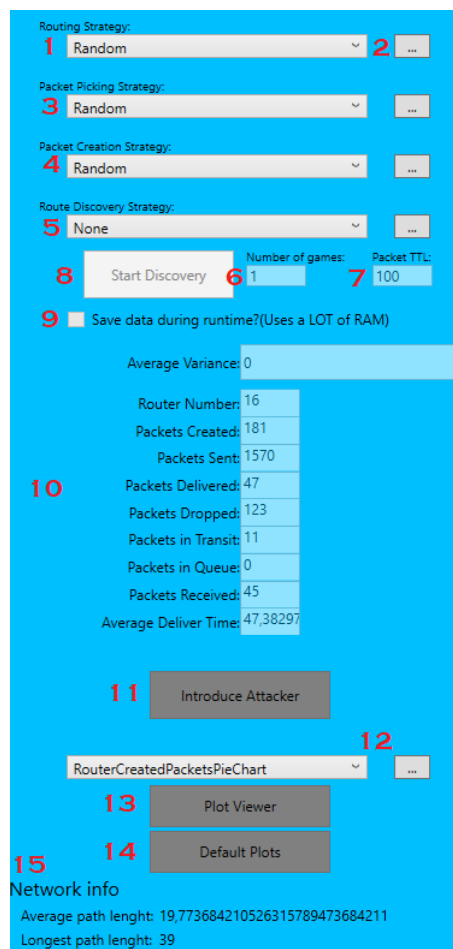 Routing Strategy:
1 Random 2 ...
Packet Picking Strategy:
3 Random ...
Packet Creation Strategy:
4 Random ...
Route Discovery Strategy:
5 None ...
Number of games: Packet TTL:
8 Start Discovery 6 1 7 100
9 Save data during runtime?(Uses a LOT of RAM)
Average Variance: 0
Router Number: 16
Packets Created: 181
Packets Sent: 1570
10 Packets Delivered: 47
Packets Dropped: 123
Packets in Transit: 11
Packets in Queue: 0
Packets Received: 45
Average Deliver Time: 47,38297
11 Introduce Attacker
12
RouterCreatedPacketsPieChart ...
13 Plot Viewer
14 Default Plots
15
Network info
Average path lenght: 19,773684210526315789473684211
Longest path lenght: 39